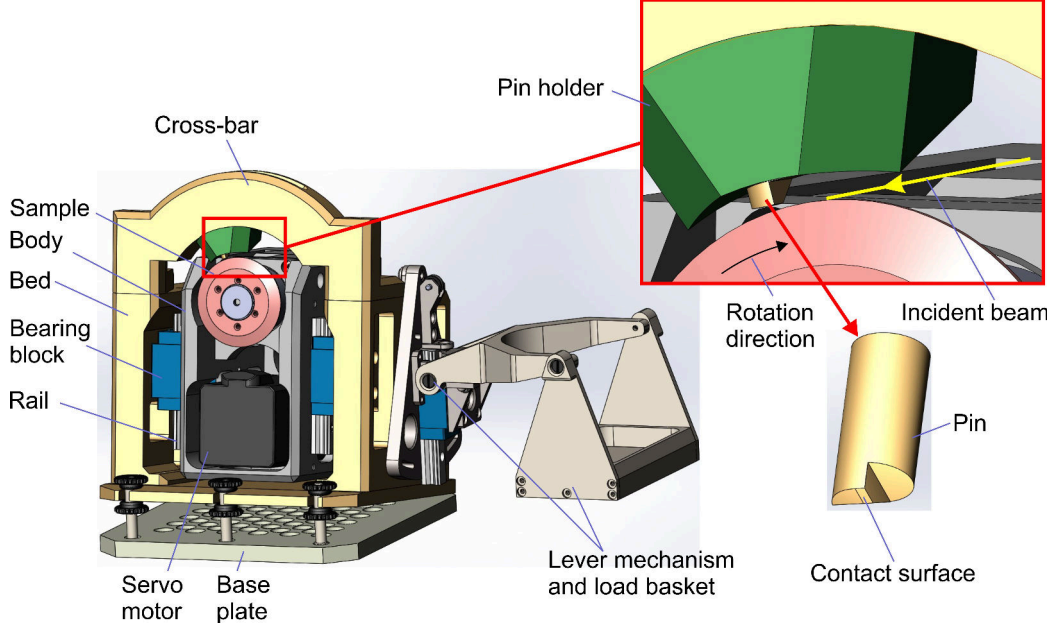 Pin holder
Cross-bar
Sample
Body
Bed
Bearing
block
Rail
Rotation
direction
Incident beam
Pin
Servo
motor
Base
plate
Lever mechanism
and load basket
Contact surface